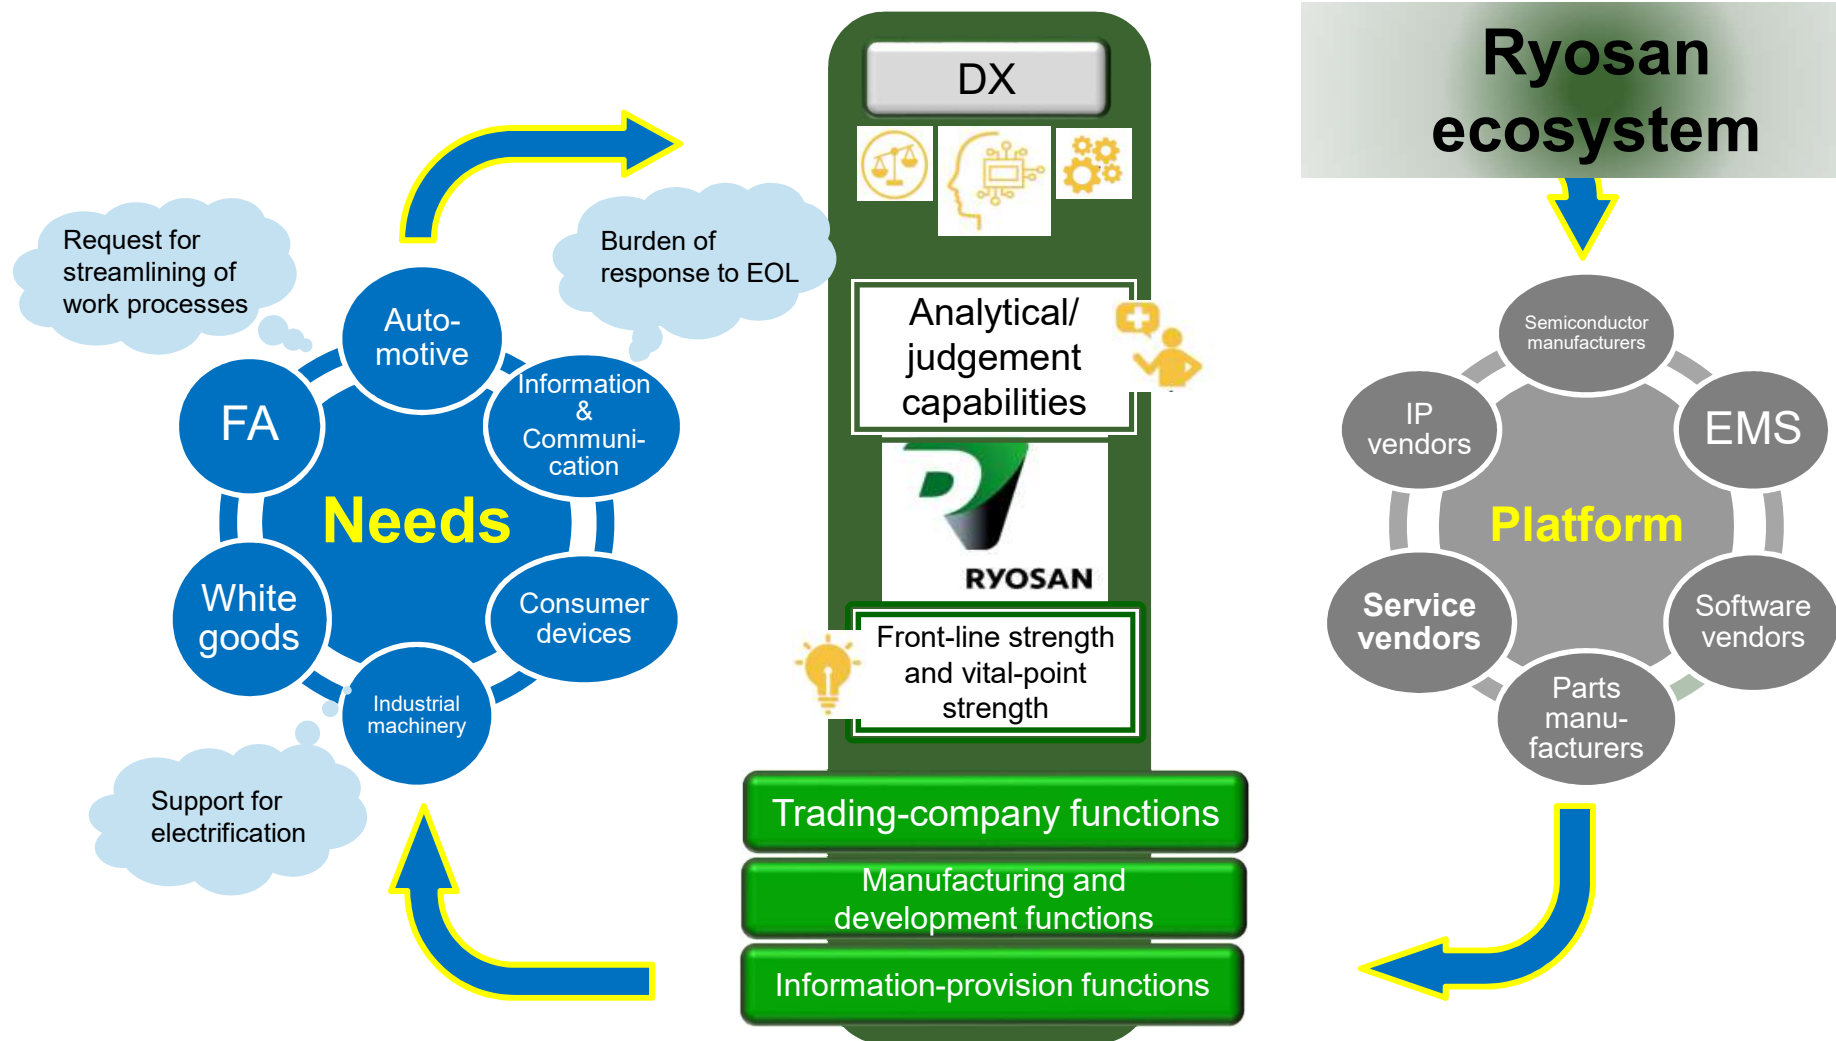 Ryosan
ecosystem
DX
Request for
streamlining of
work processes
Burden of
response to EOL
Auto-
motive
Information
&
Communi-
cation
FA
Needs
White
goods
Consumer
devices
Industrial
machinery
Support for
electrification
Analytical/
judgement
capabilities
RYOSAN
Front-line strength
and vital-point
strength
Trading-company functions
Manufacturing and
development functions
Information-provision functions
Semiconductor
manufacturers
IP
vendors
EMS
Platform
Service
vendors
Software
vendors
Parts
manu-
facturers